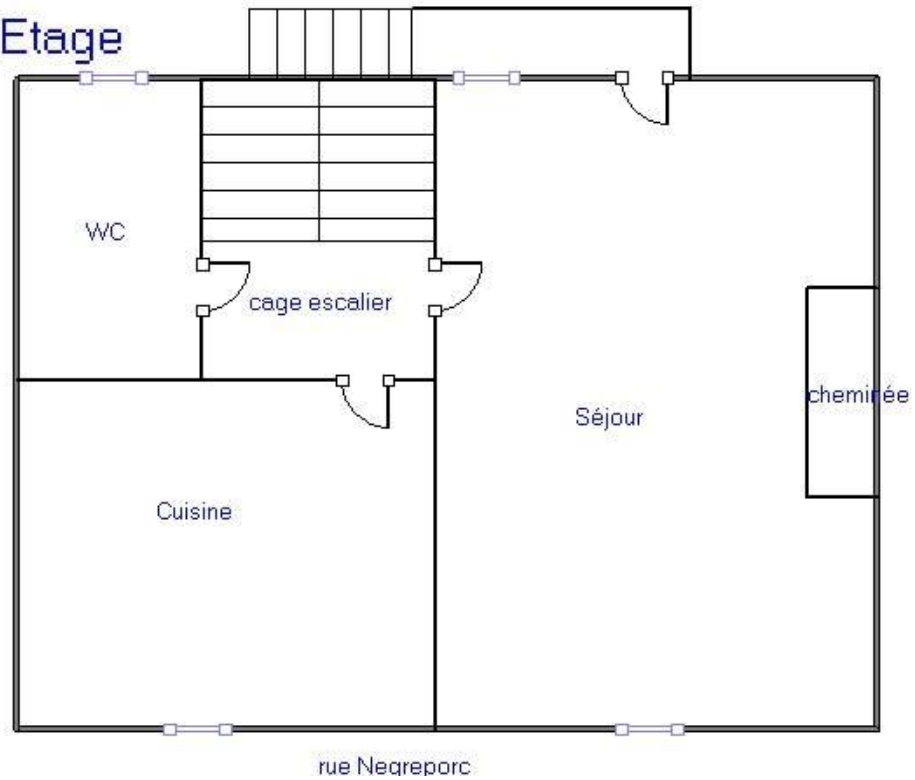 Etage
WC
cage escalier
cheminée
Séjour
Cuisine
rue Negreporc